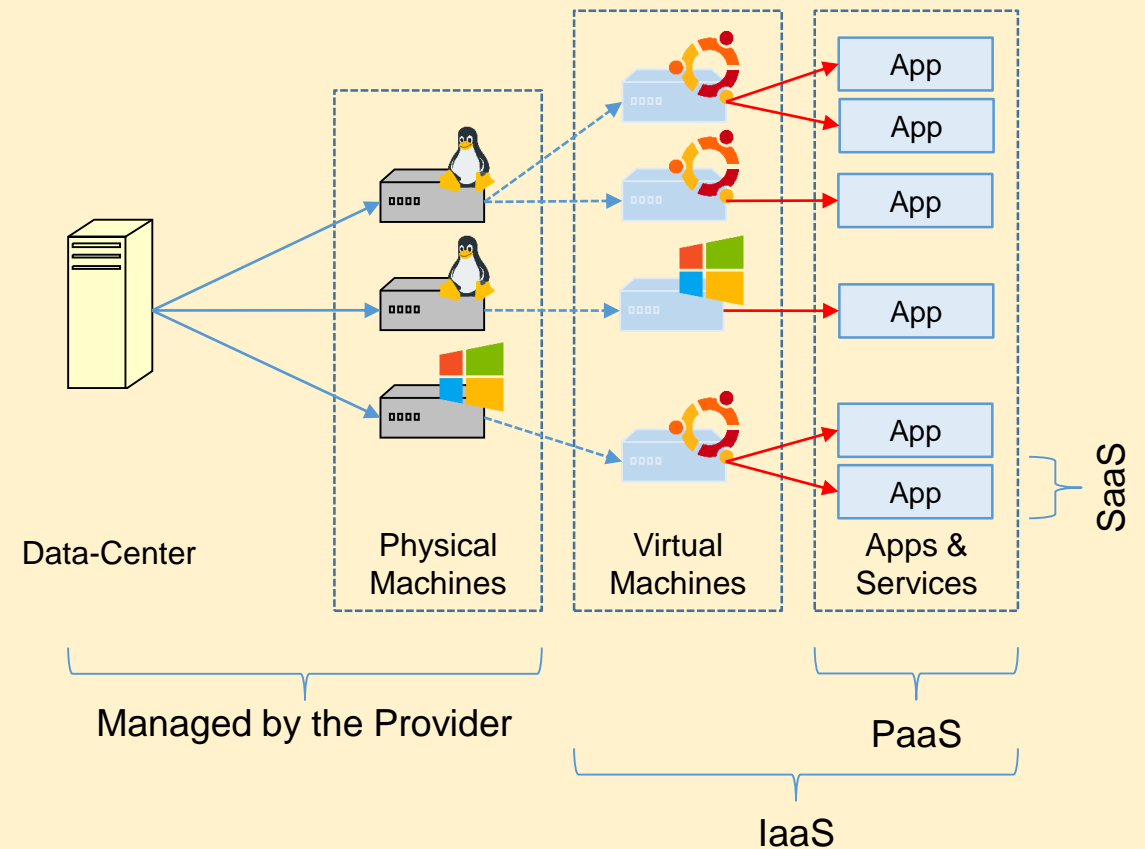 App
App
App
App
App
App
SaaS
Data-Center
Physical
Machines
Virtual
Machines
Apps &
Services
Managed by the Provider
PaaS
IaaS